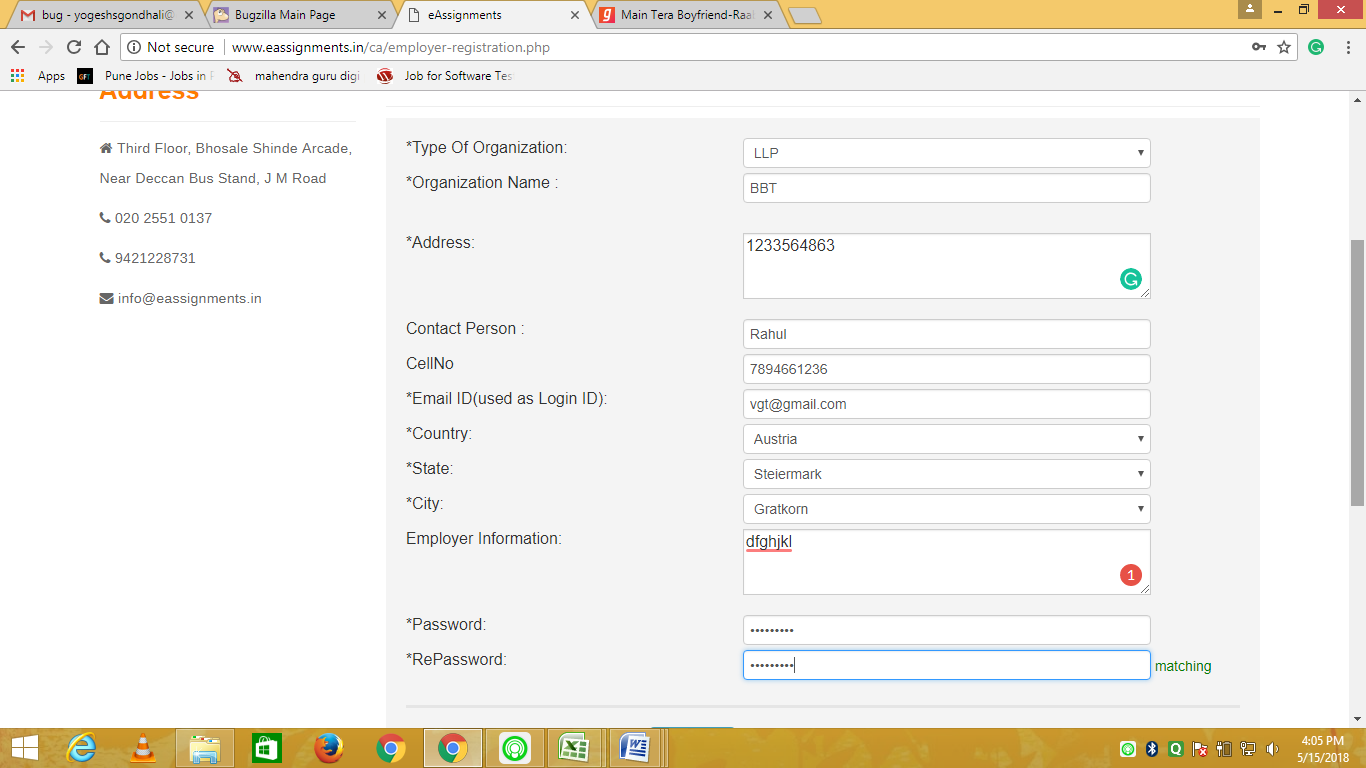 bug - yogeshsgondhali@
Bugzilla Main Page
eAssignments
Main Tera Boyfriend-Raa
Not secure
www.eassignments.in/ca/employer-registration.php
Apps
GF!
Pune Jobs - Jobs in P
mahendra guru digi
Job for Software Tes
Address
Third Floor, Bhosale Shinde Arcade,
Near Deccan Bus Stand, J M Road
020 2551 0137
9421228731
info@eassignments.in
*Type Of Organization: LLP
*Organization Name : BBT
*Address: 1233564863
Contact Person : Rahul
CellNo 7894661236
*Email ID(used as Login ID): vgt@gmail.com
*Country: Austria
*State: Steiermark
*City: Gratkorn
Employer Information: dfghjkl
1
*Password: •••••••••
*RePassword: ••••••••• matching
4:05 PM
5/15/2018